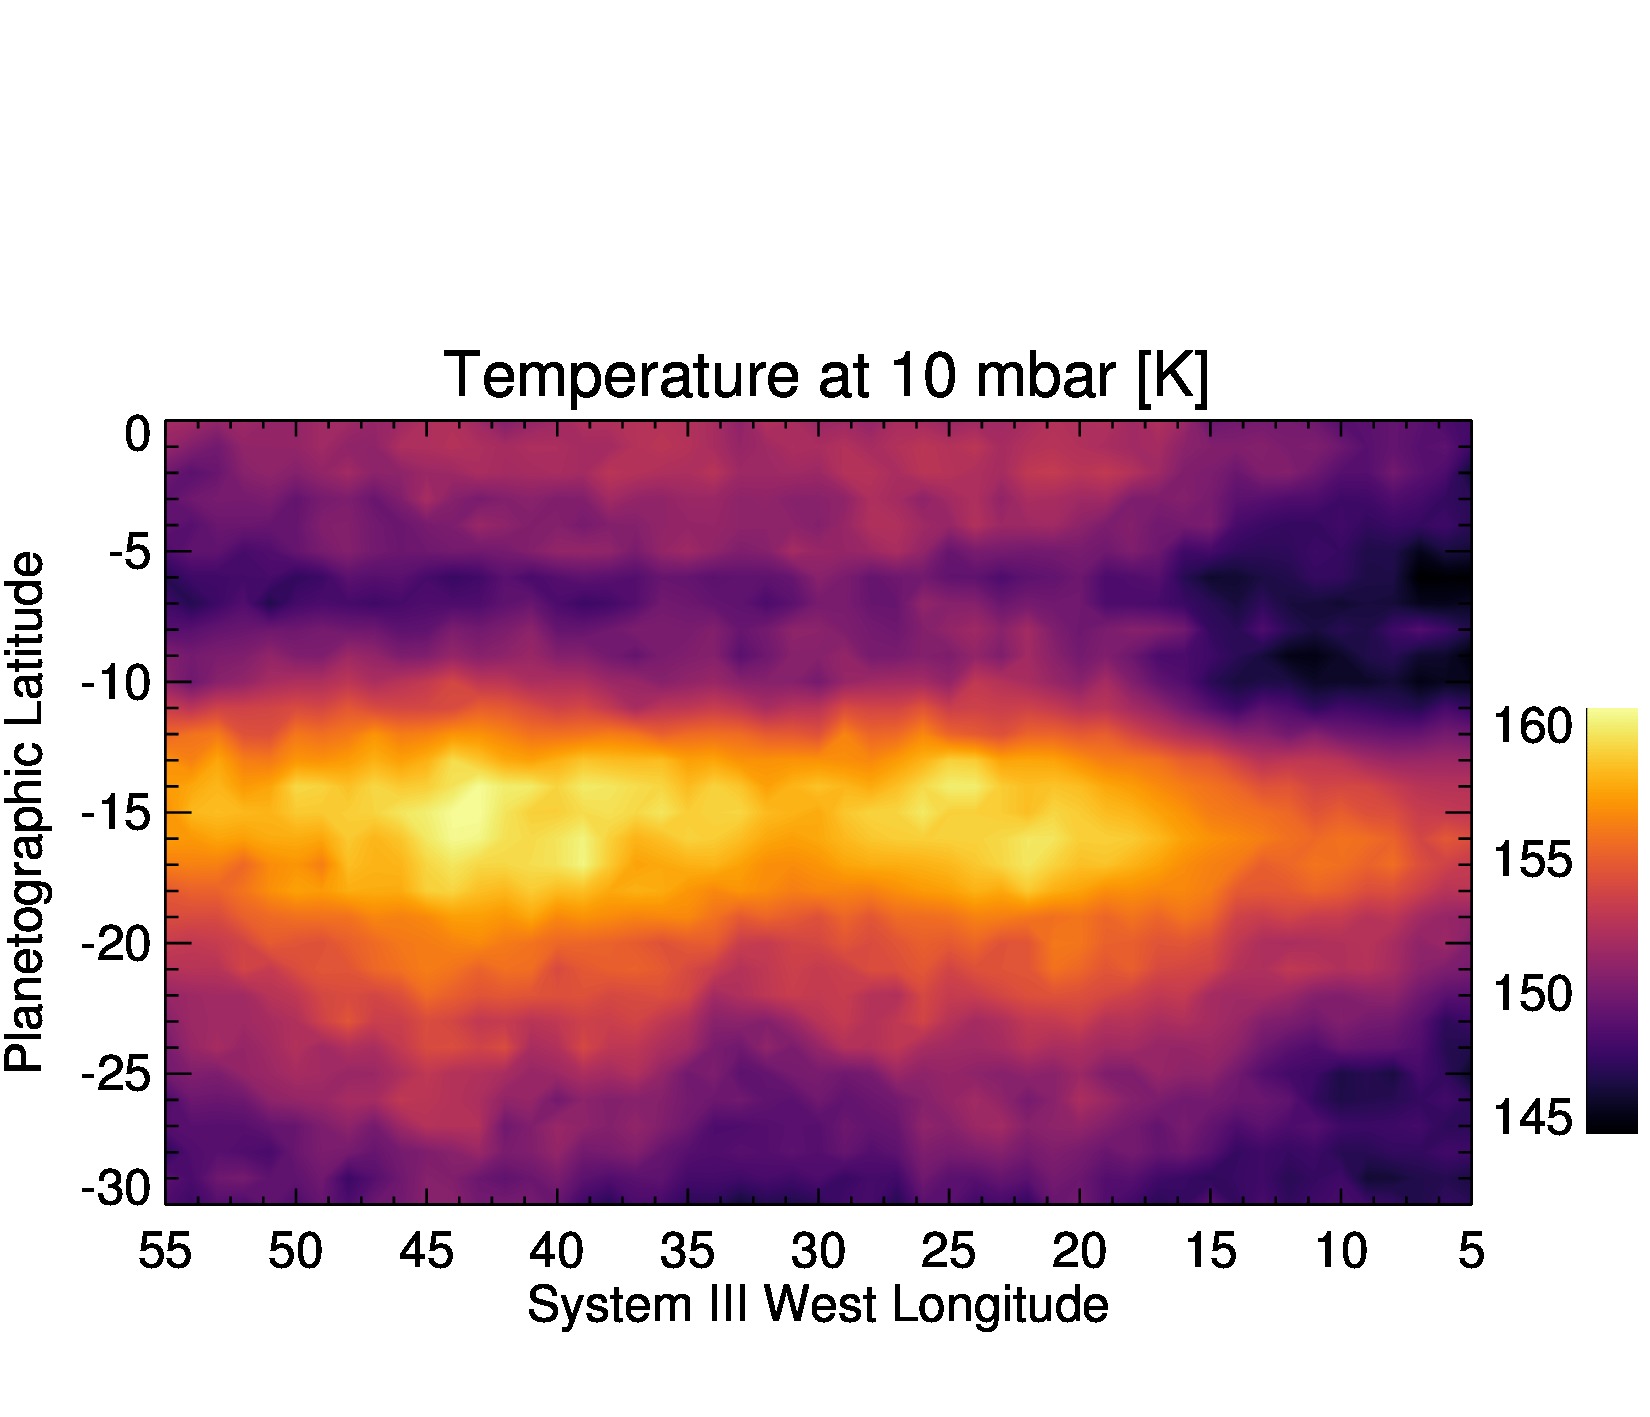 Temperature at 10 mbar [K]
0
-5
-10
-15
-20
-25
-30
Planetographic Latitude
55 50 45 40 35 30 25 20 15 10 5
System III West Longitude
160
155
150
145